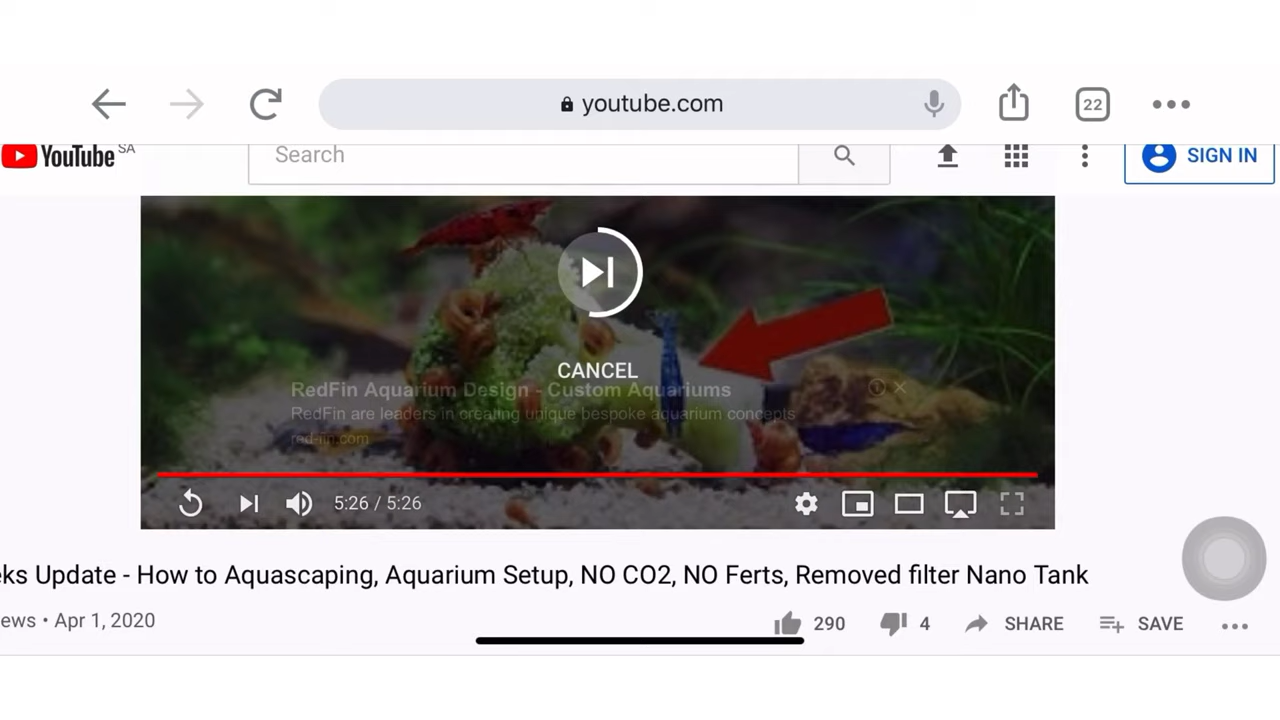 youtube.com
22
YouTube SA
Search
SIGN IN
CANCEL
RedFin Aquarium Design - Custom Aquariums
RedFin are leaders in creating unique bespoke aquarium concepts
red-fin.com
5:26 / 5:26
eks Update - How to Aquascaping, Aquarium Setup, NO CO2, NO Ferts, Removed filter Nano Tank
ews • Apr 1, 2020
290
4
SHARE
SAVE